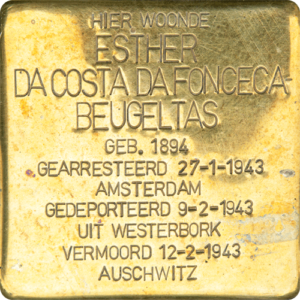 HIER WOONDE
ESTHER
DA COSTA DA FONCECA
BEUGELTAS
GEB. 1894
GEARRESTEERD 27-1-1943
AMSTERDAM
GEDEPORTEERD 9-2-1943
UIT WESTERBORK
VERMOORD 12-2-1943
AUSCHWITZ